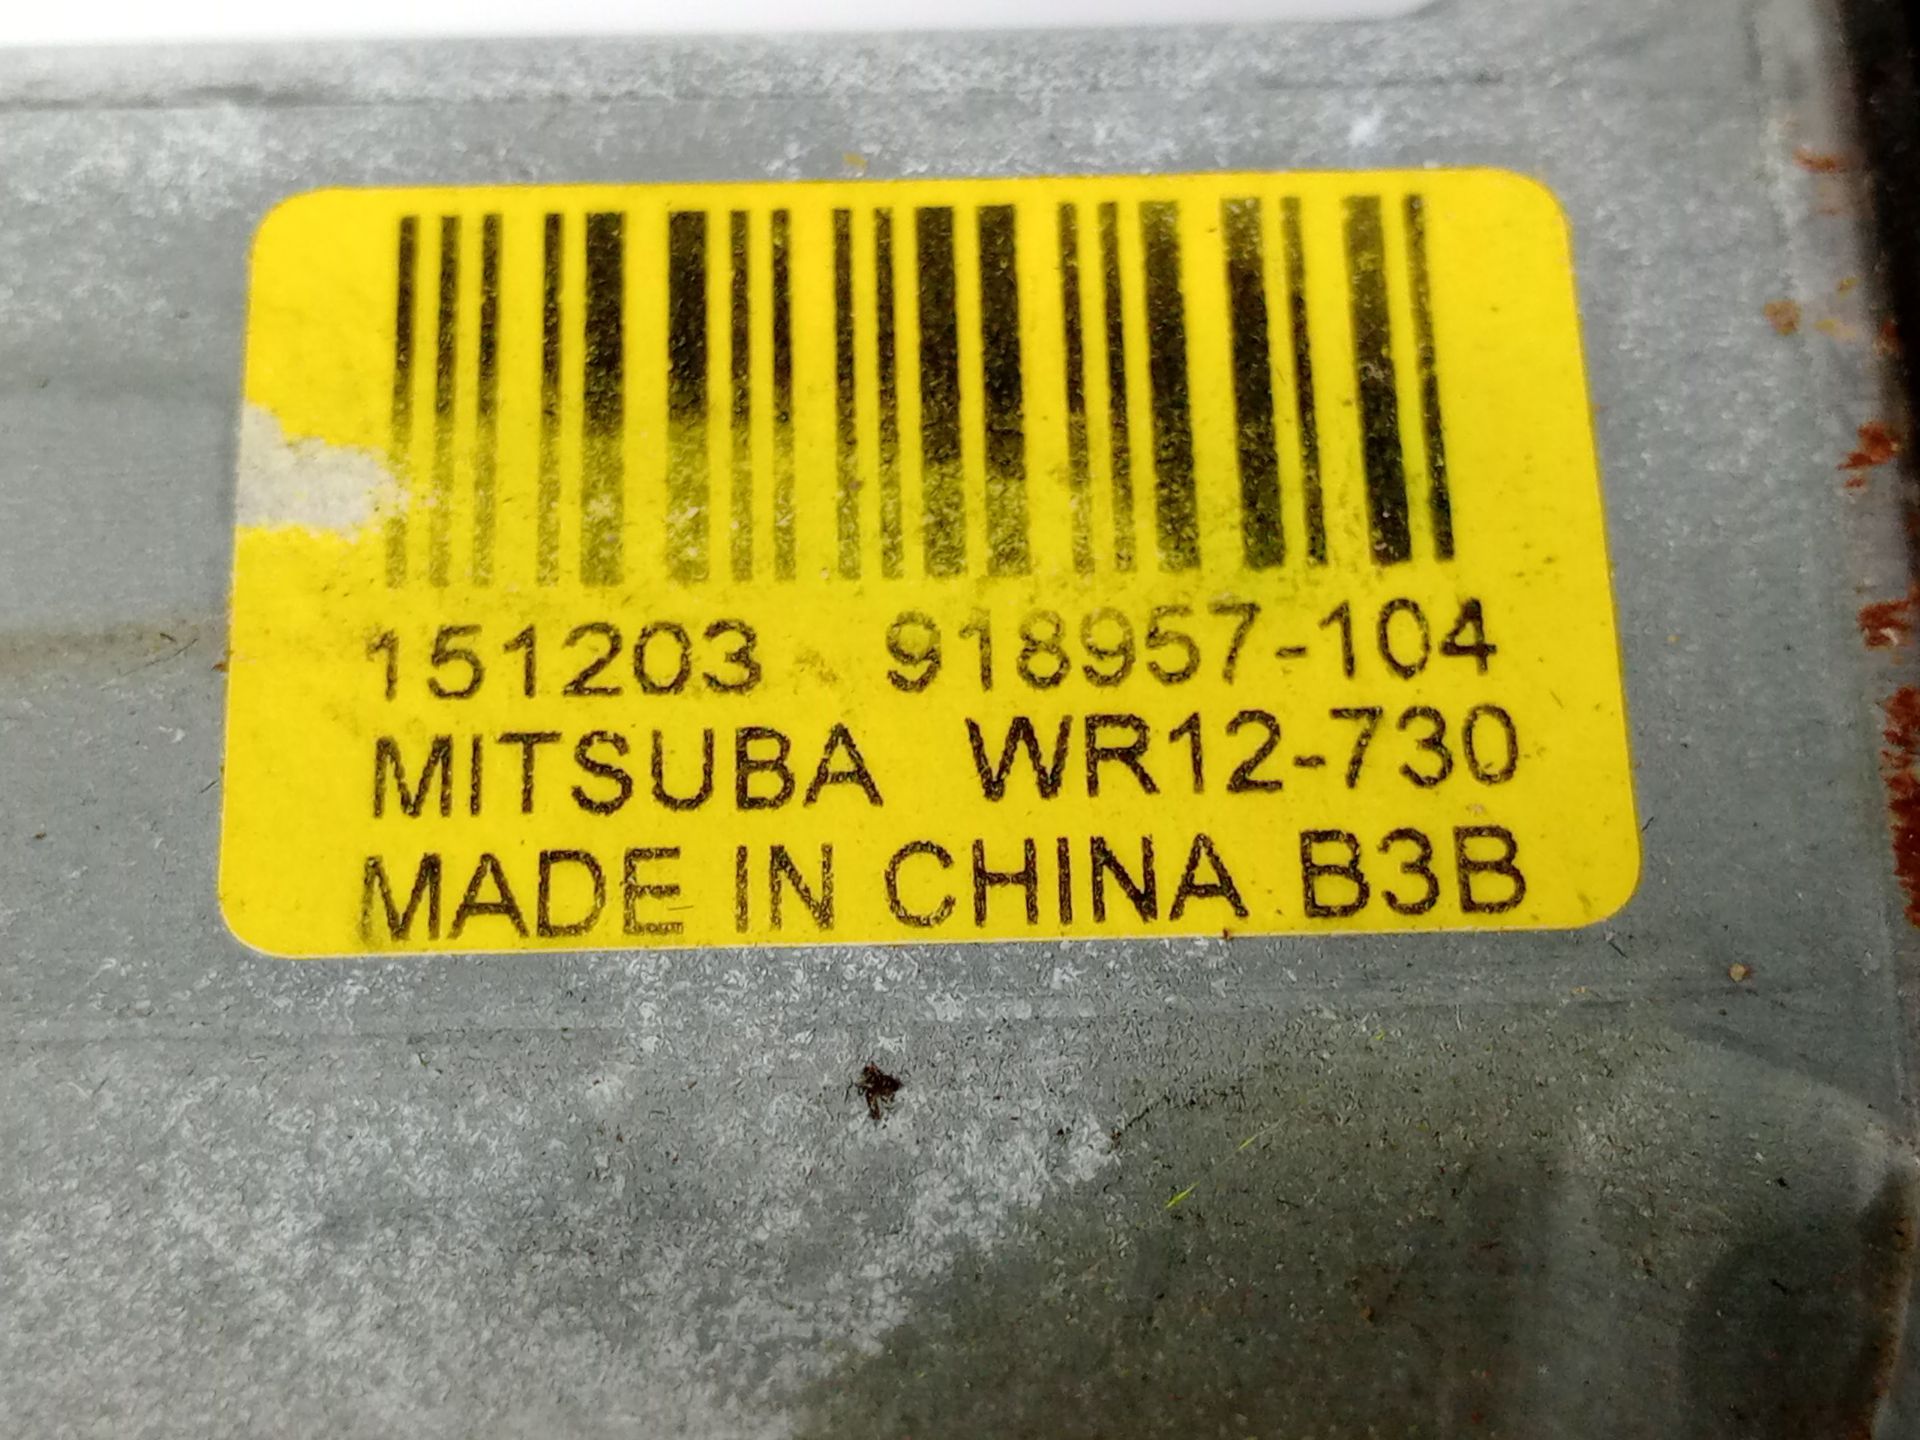 151203 918957-104
MITSUBA WR12-730
MADE IN CHINA B3B